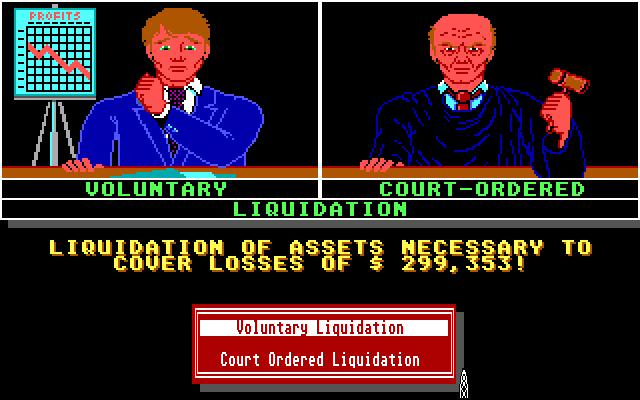 PROFITS
VOLUNTARY
COURT-ORDERED
LIQUIDATION
LIQUIDATION OF ASSETS NECESSARY TO
COVER LOSSES OF $ 299,353!
Voluntary Liquidation
Court Ordered Liquidation